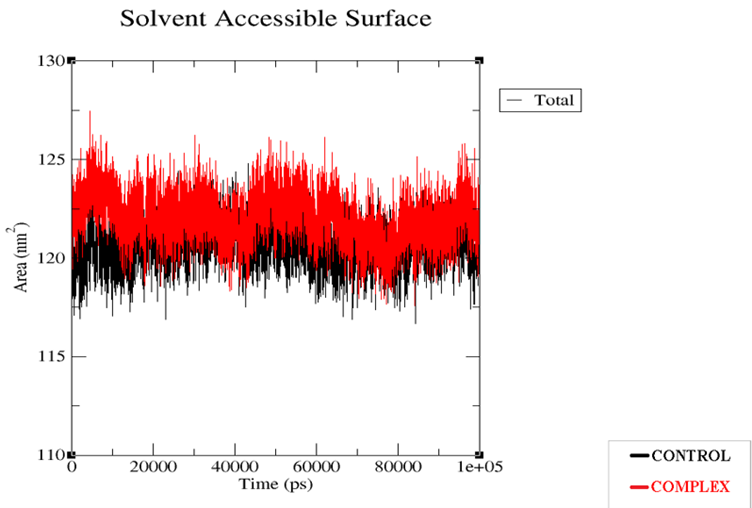 Solvent Accessible Surface
130
125
120
115
110
Area (nm²)
Total
0 20000 40000 60000 80000 1e+05
Time (ps)
CONTROL
COMPLEX